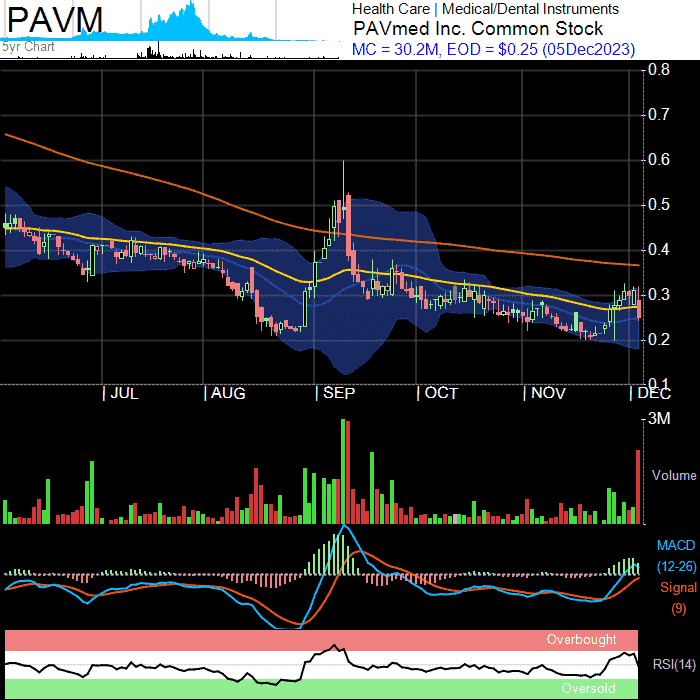 PAVM
5yr Chart
Health Care | Medical/Dental Instruments
PAVmed Inc. Common Stock
MC = 30.2M, EOD = $0.25 (05Dec2023)
0.8
0.7
0.6
0.5
0.4
0.3
0.2
0.1
| JUL | AUG | SEP | OCT | NOV | DEC
3M
Volume
MACD
(12-26)
Signal
(9)
Overbought
RSI(14)
Oversold